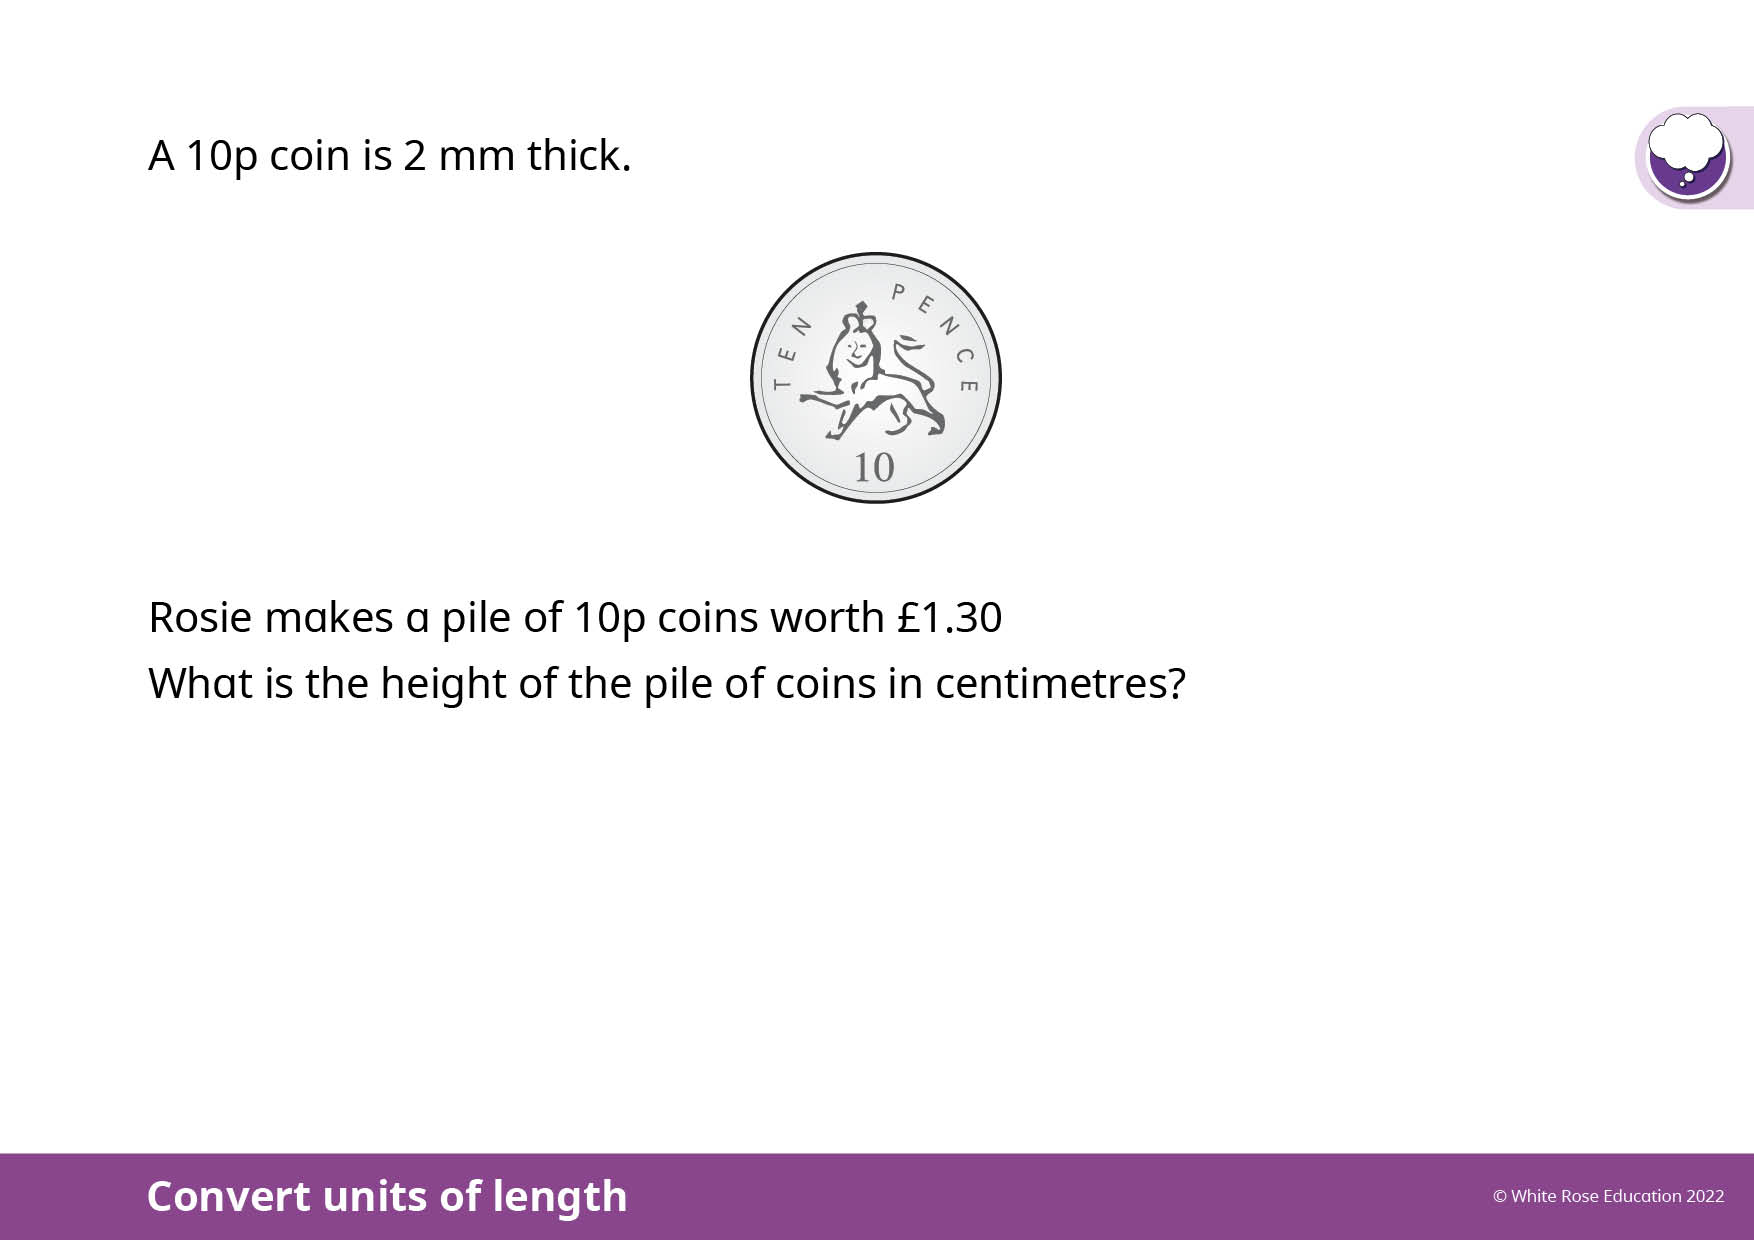 A 10p coin is 2 mm thick.
TEN PENCE
10
Rosie makes a pile of 10p coins worth £1.30
What is the height of the pile of coins in centimetres?
Convert units of length
© White Rose Education 2022